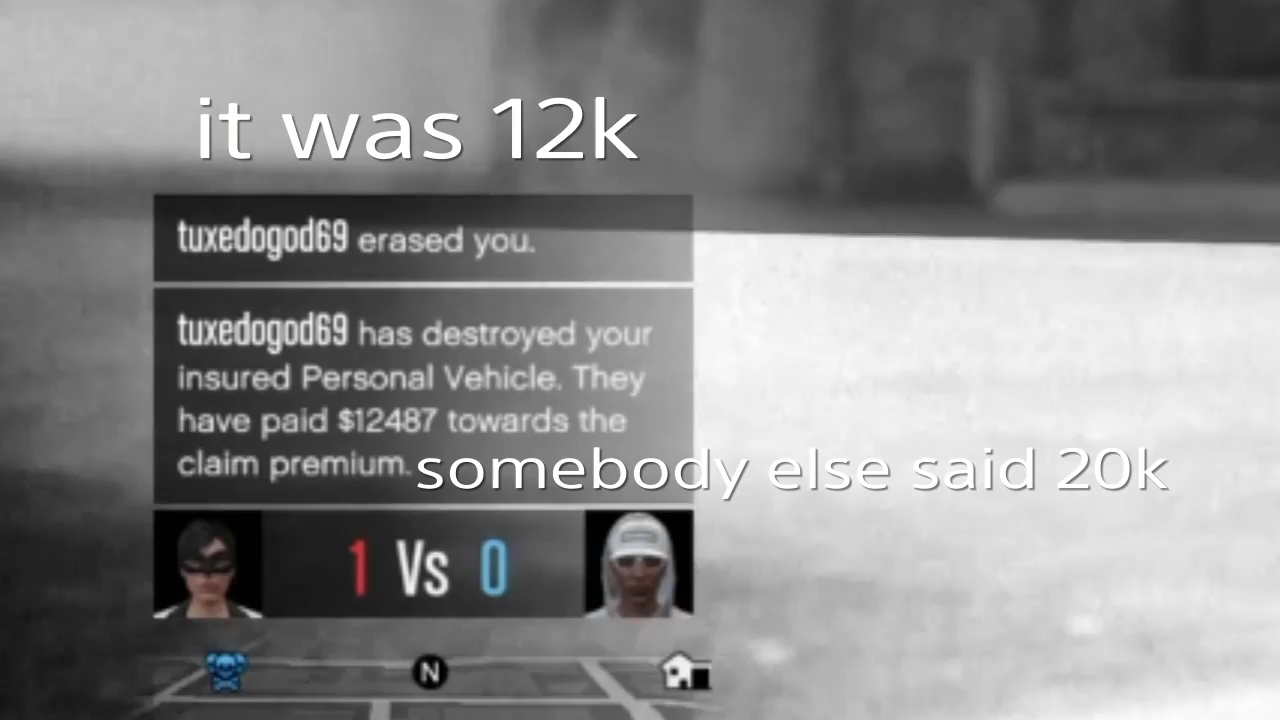 it was 12k
tuxedogod69 erased you.
tuxedogod69 has destroyed your
insured Personal Vehicle. They
have paid $12487 towards the
claim premium.
somebody else said 20k
1 Vs 0
N